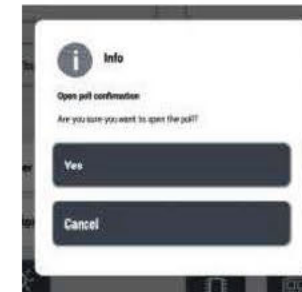 Info
Open poll confirmation
Are you sure you want to open the poll?
Yes
Cancel